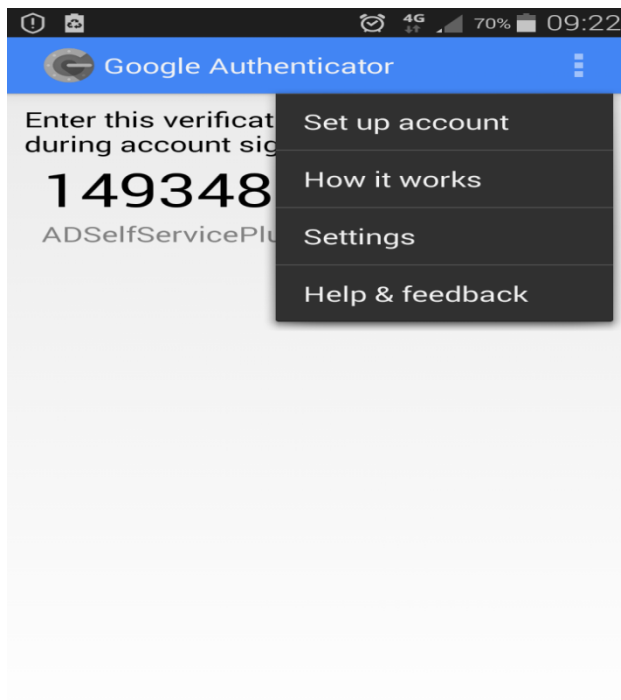 4G 70% 09:22
Google Authenticator
Enter this verificat
during account sig
149348
ADSelfServicePlu
Set up account
How it works
Settings
Help & feedback